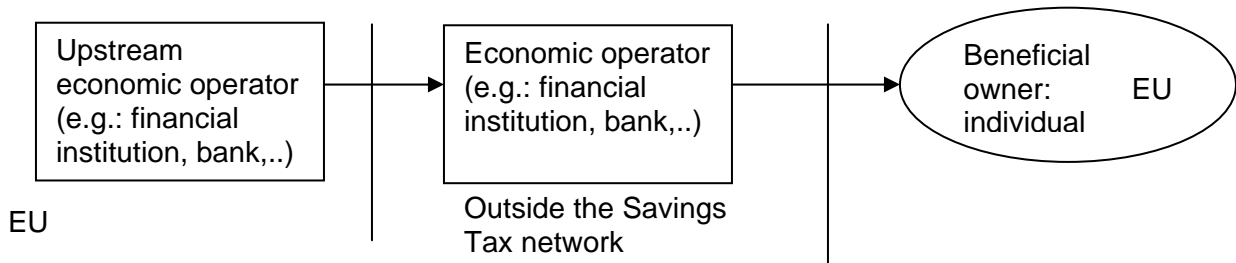 Upstream
economic operator
(e.g.: financial
institution, bank,..)
EU
Economic operator
(e.g.: financial
institution, bank,..)
Outside the Savings
Tax network
Beneficial
owner: EU
individual